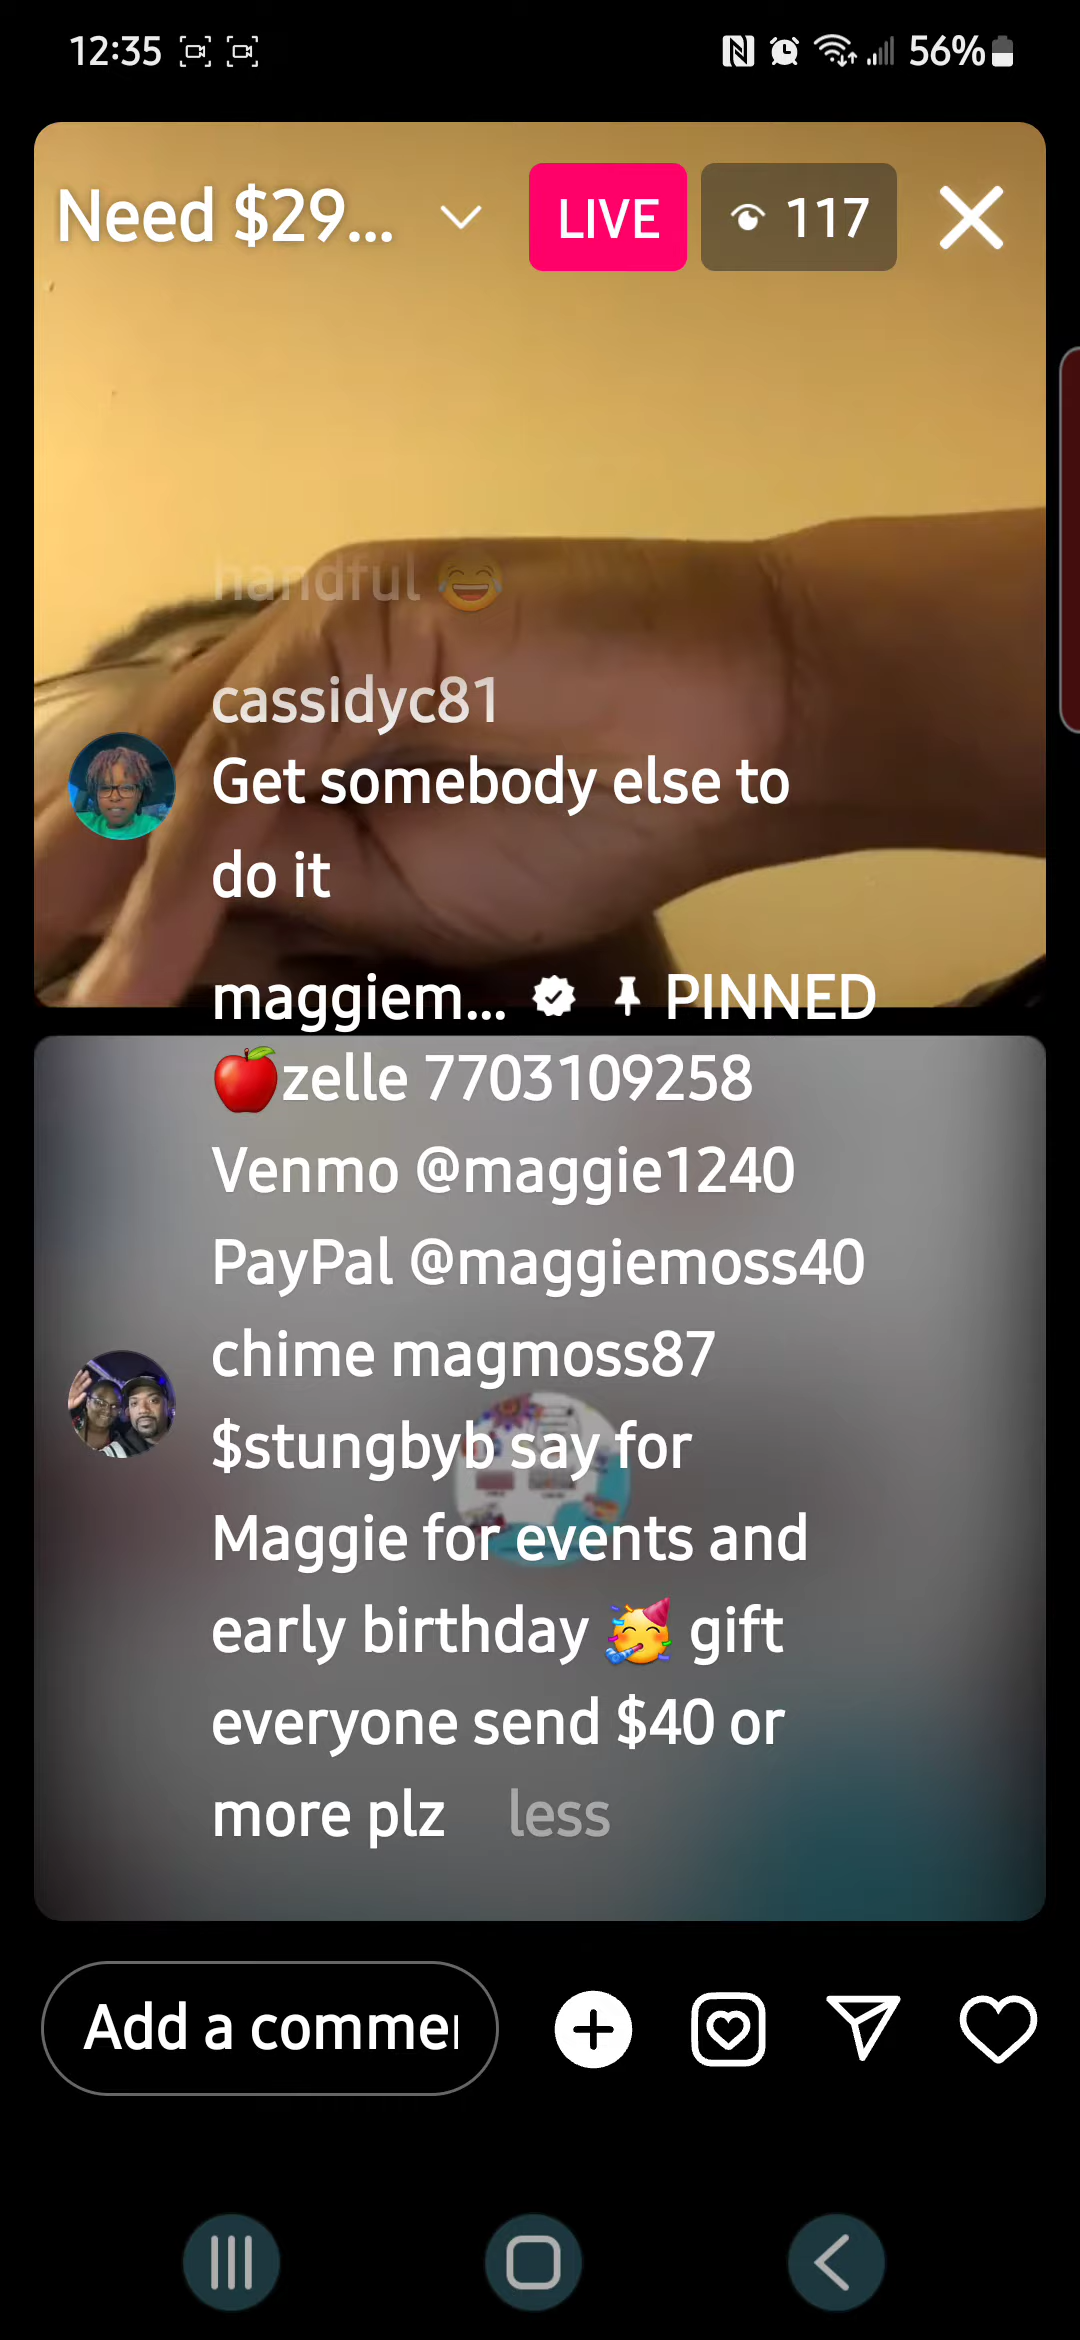 12:35 56%
Need $29... LIVE 117
handful 😂
cassidyc81
Get somebody else to
do it
maggiem... PINNED
🍎zelle 7703109258
Venmo @maggie1240
PayPal @maggiemoss40
chime magmoss87
$stungbyb say for
Maggie for events and
early birthday 🥳 gift
everyone send $40 or
more plz less
Add a commen